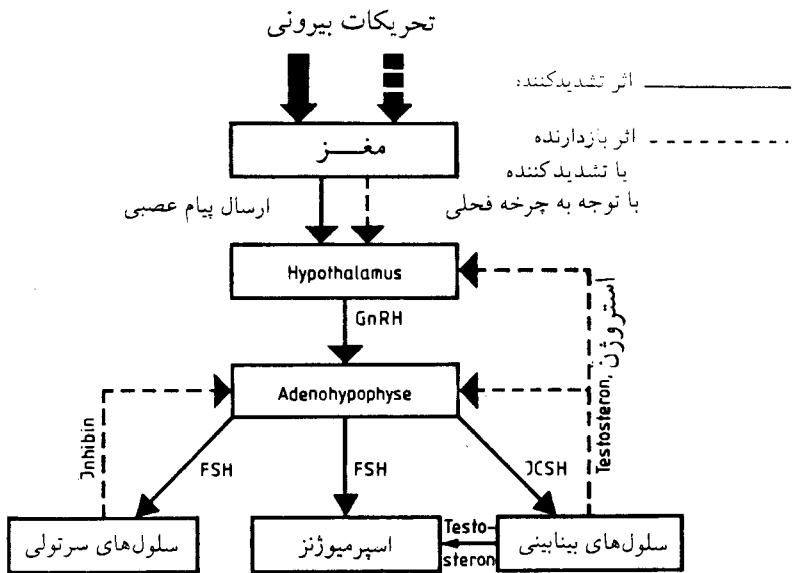 تحریکات بیرونی
اثر تشدیدکننده
مغـــز
اثر بازدارنده
یا تشدیدکننده
با توجه به چرخه فحلی
ارسال پیام عصبی
Hypothalamus
GnRH
Testosteron, استروژن
Adenohypophyse
Inhibin
FSH
FSH
ICSH
سلول‌های سرتولی
اسپرمیوژنز
Testo-
steron
سلول‌های بینابینی